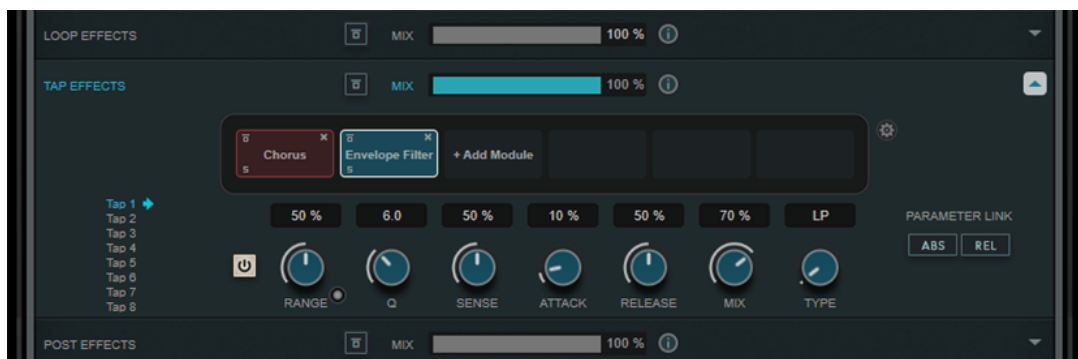 LOOP EFFECTS MIX 100 %
TAP EFFECTS MIX 100 %
Chorus Envelope Filter + Add Module
S S
Tap 1
Tap 2
Tap 3
Tap 4
Tap 5
Tap 6
Tap 7
Tap 8
50 % 6.0 50 % 10 % 50 % 70 % LP
RANGE Q SENSE ATTACK RELEASE MIX TYPE
PARAMETER LINK
ABS REL
POST EFFECTS MIX 100 %